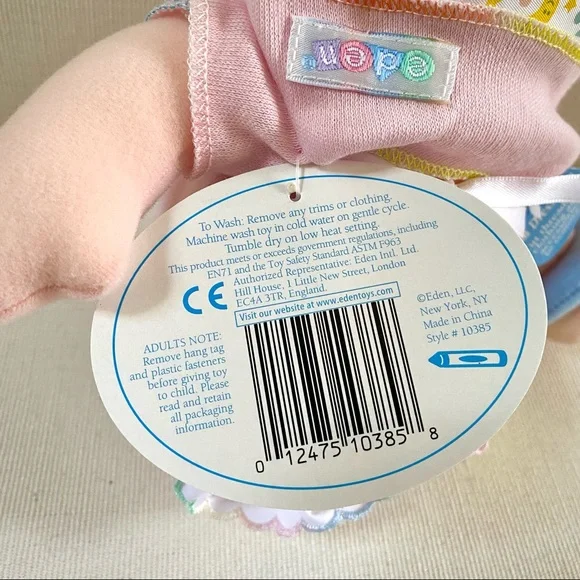 eden
To Wash: Remove any trims or clothing.
Machine wash toy in cold water on gentle cycle.
Tumble dry on low heat setting.
This product meets or exceeds government regulations, including
EN71 and the Toy Safety Standard ASTM F963
Authorized Representative: Eden Intl. Ltd.
Hill House, 1 Little New Street, London
EC4A 3TR, England.
CE
Visit our website at www.edentoys.com
©Eden, LLC,
New York, NY
Made in China
Style # 10385
ADULTS NOTE:
Remove hang tag
and plastic fasteners
before giving toy
to child. Please
read and retain
all packaging
information.
0 12475 10385 8